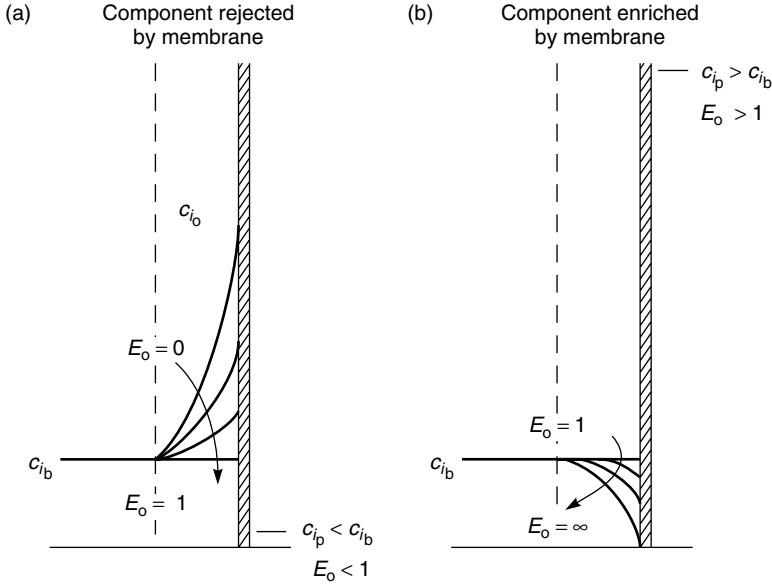 (a)
Component rejected
by membrane
c_{i_o}
E_o = 0
c_{i_b}
E_o = 1
c_{i_p} < c_{i_b}
E_o < 1
(b)
Component enriched
by membrane
c_{i_p} > c_{i_b}
E_o > 1
E_o = 1
c_{i_b}
E_o = ∞